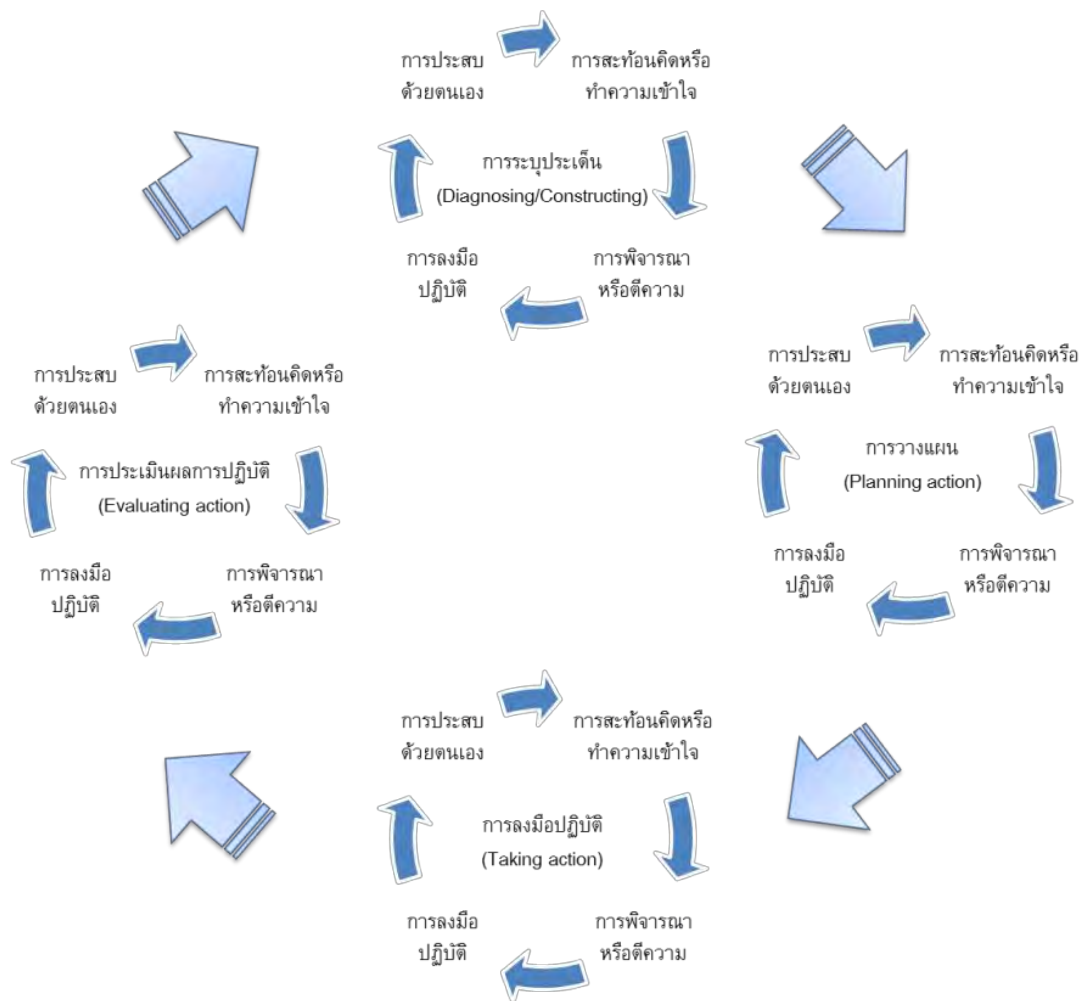 การประสบ
ด้วยตนเอง
การสะท้อนคิดหรือ
ทำความเข้าใจ
การระบุประเด็น
(Diagnosing/Constructing)
การลงมือ
ปฏิบัติ
การพิจารณา
หรือตีความ
การประสบ
ด้วยตนเอง
การสะท้อนคิดหรือ
ทำความเข้าใจ
การประเมินผลการปฏิบัติ
(Evaluating action)
การลงมือ
ปฏิบัติ
การพิจารณา
หรือตีความ
การประสบ
ด้วยตนเอง
การสะท้อนคิดหรือ
ทำความเข้าใจ
การวางแผน
(Planning action)
การลงมือ
ปฏิบัติ
การพิจารณา
หรือตีความ
การประสบ
ด้วยตนเอง
การสะท้อนคิดหรือ
ทำความเข้าใจ
การลงมือปฏิบัติ
(Taking action)
การลงมือ
ปฏิบัติ
การพิจารณา
หรือตีความ